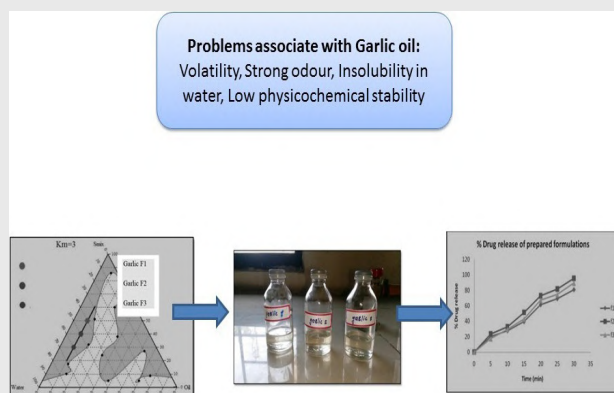 Problems associate with Garlic oil:
Volatility, Strong odour, Insolubility in
water, Low physicochemical stability
Km=3
Smix
Garlic F1
Garlic F2
Garlic F3
Water
Oil
% Drug release of prepared formulations
% Drug release
120
100
80
60
40
20
0
0 5 10 15 20 25 30 35
Time (min)